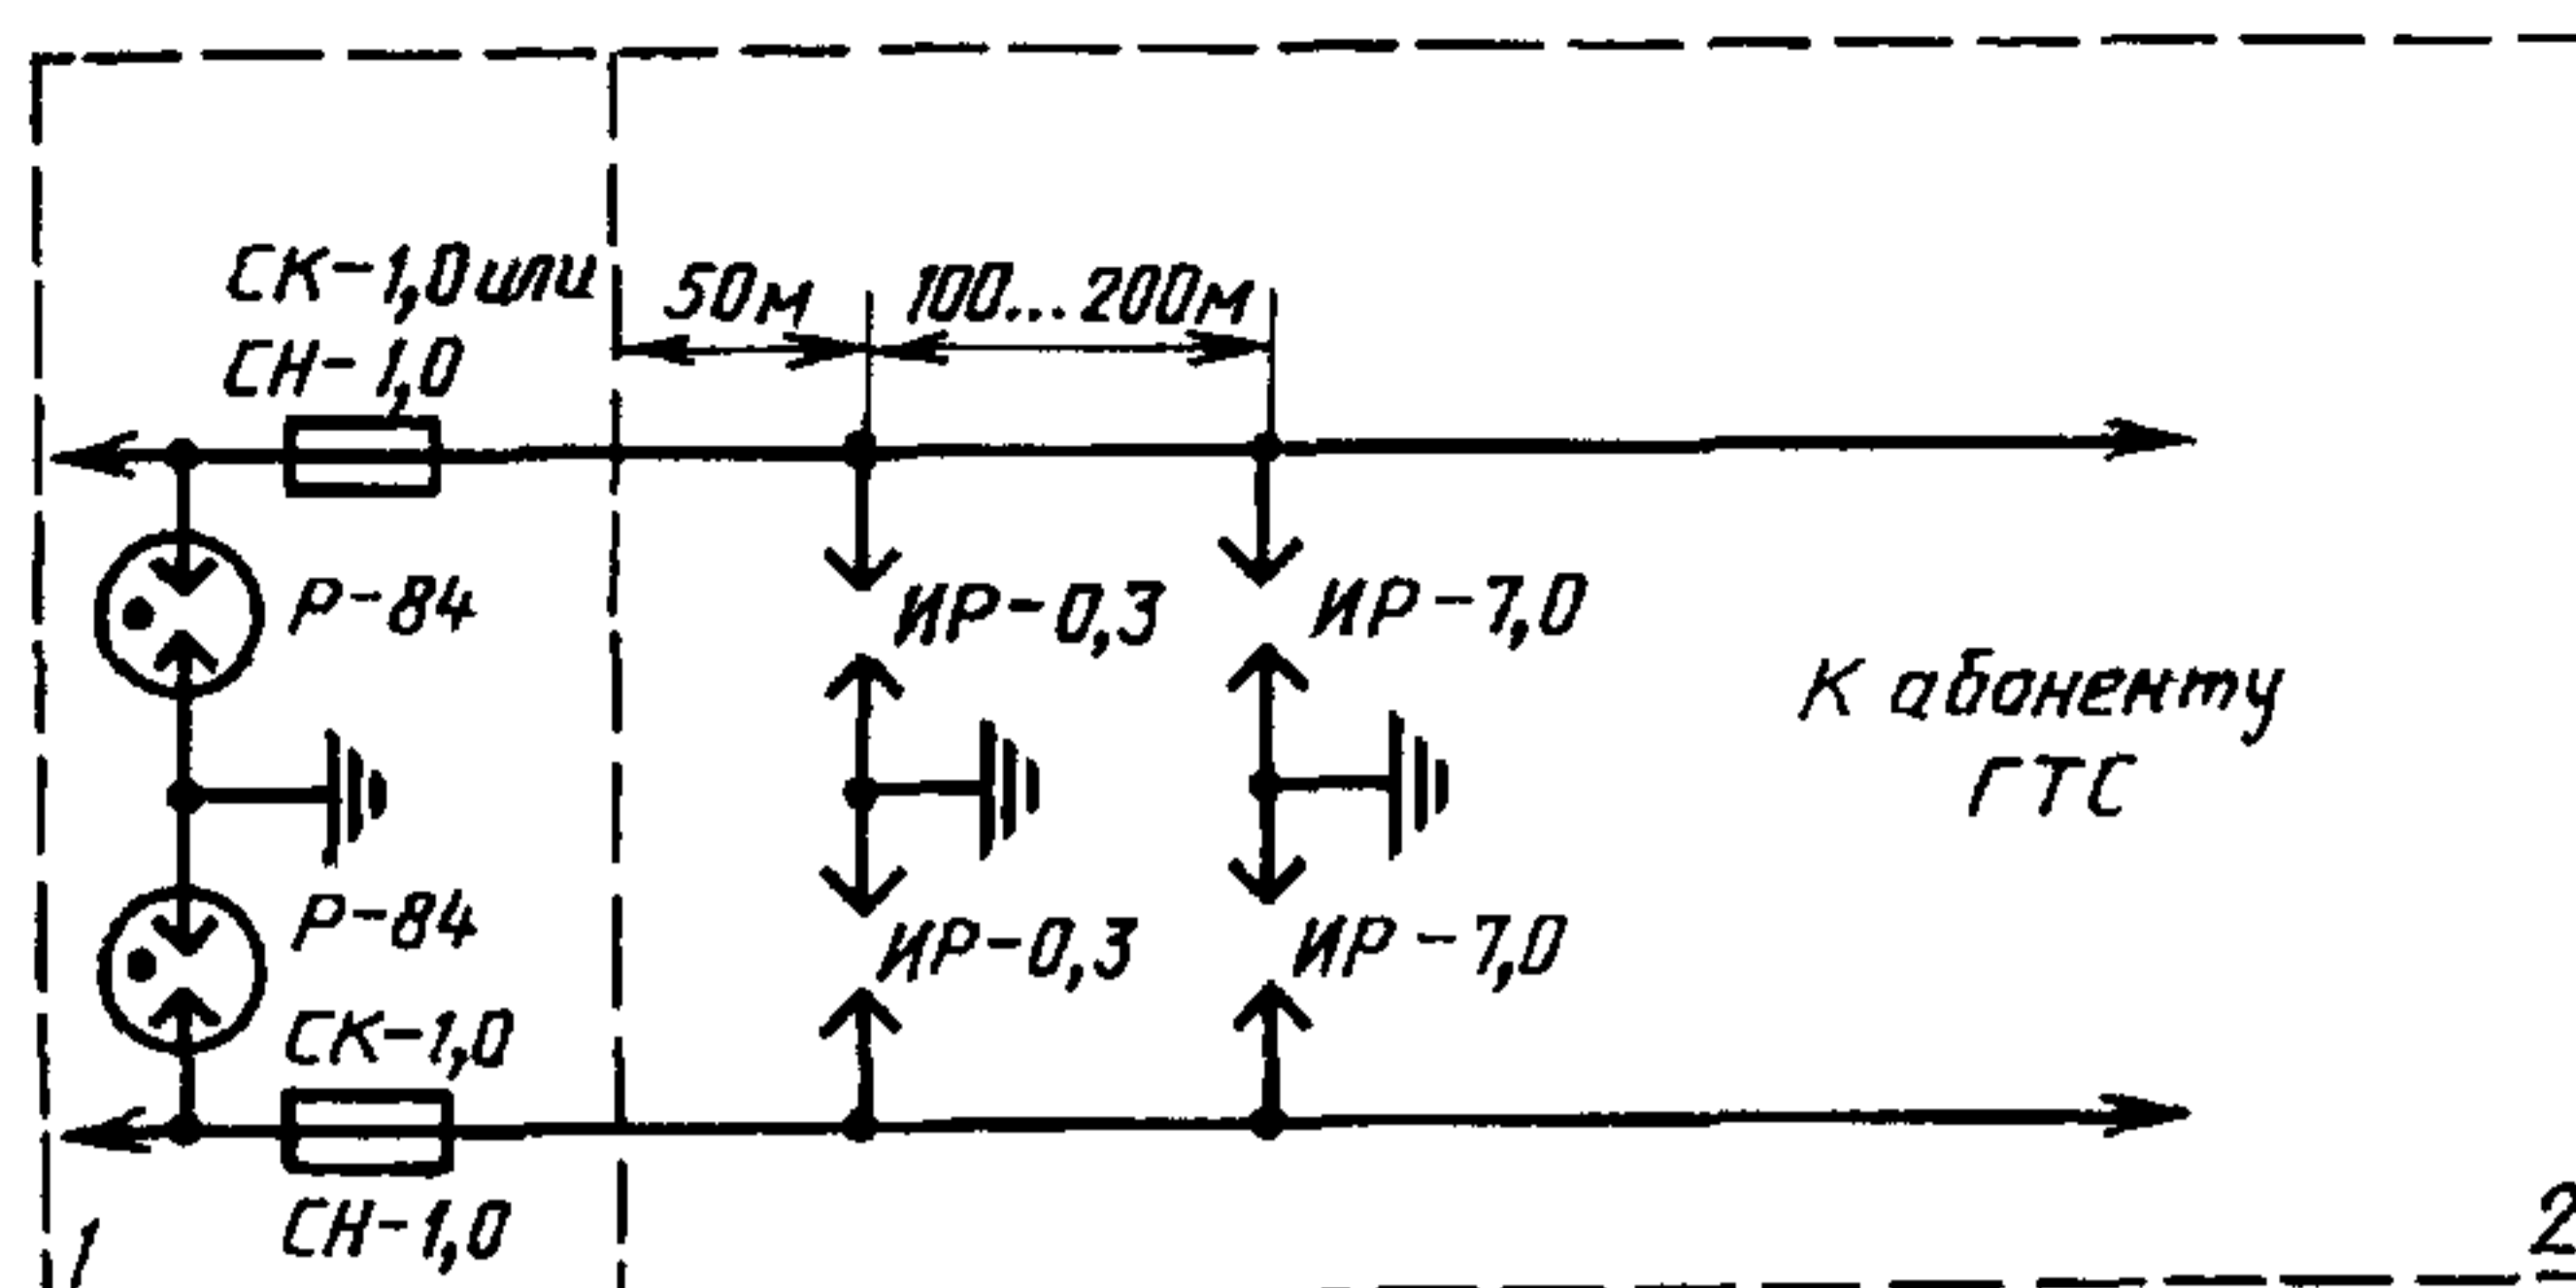 СК-1,0 или
СН-1,0
50м
100...200м
Р-84
ИР-0,3
ИР-7,0
К абоненту
ГТС
Р-84
ИР-0,3
ИР-7,0
СК-1,0
СН-1,0
1
2